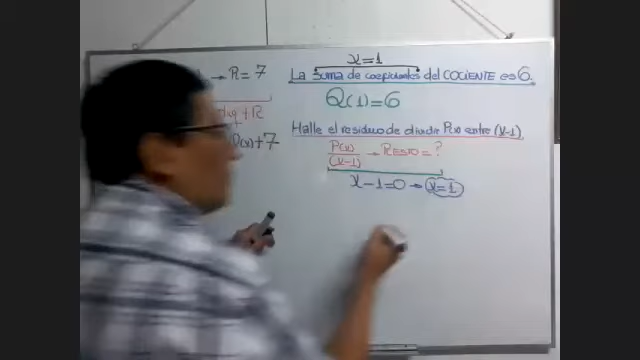 → R = 7
x=1
La suma de coeficientes del COCIENTE es 6.
Q(1)=6
+R
Halle el residuo de dividir P(x) entre (x-1)
+7
P(x)/(x-1) → RESTO = ?
x-1=0 → x=1